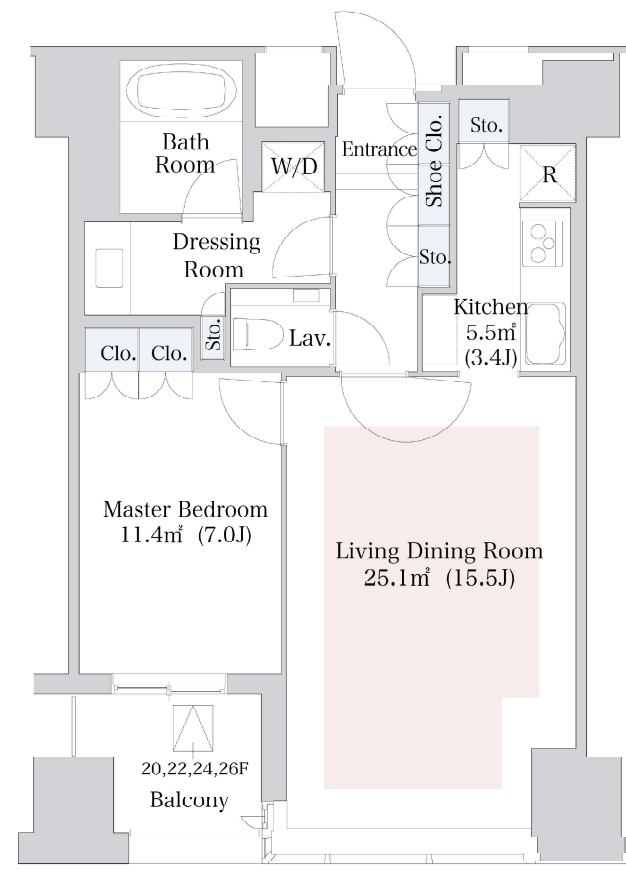 Bath
Room
W/D
Entrance
Shoe Clo.
Sto.
R
Dressing
Room
Sto.
Kitchen
5.5㎡
(3.4J)
Sto.
Lav.
Clo.
Clo.
Master Bedroom
11.4㎡ (7.0J)
Living Dining Room
25.1㎡ (15.5J)
20,22,24,26F
Balcony